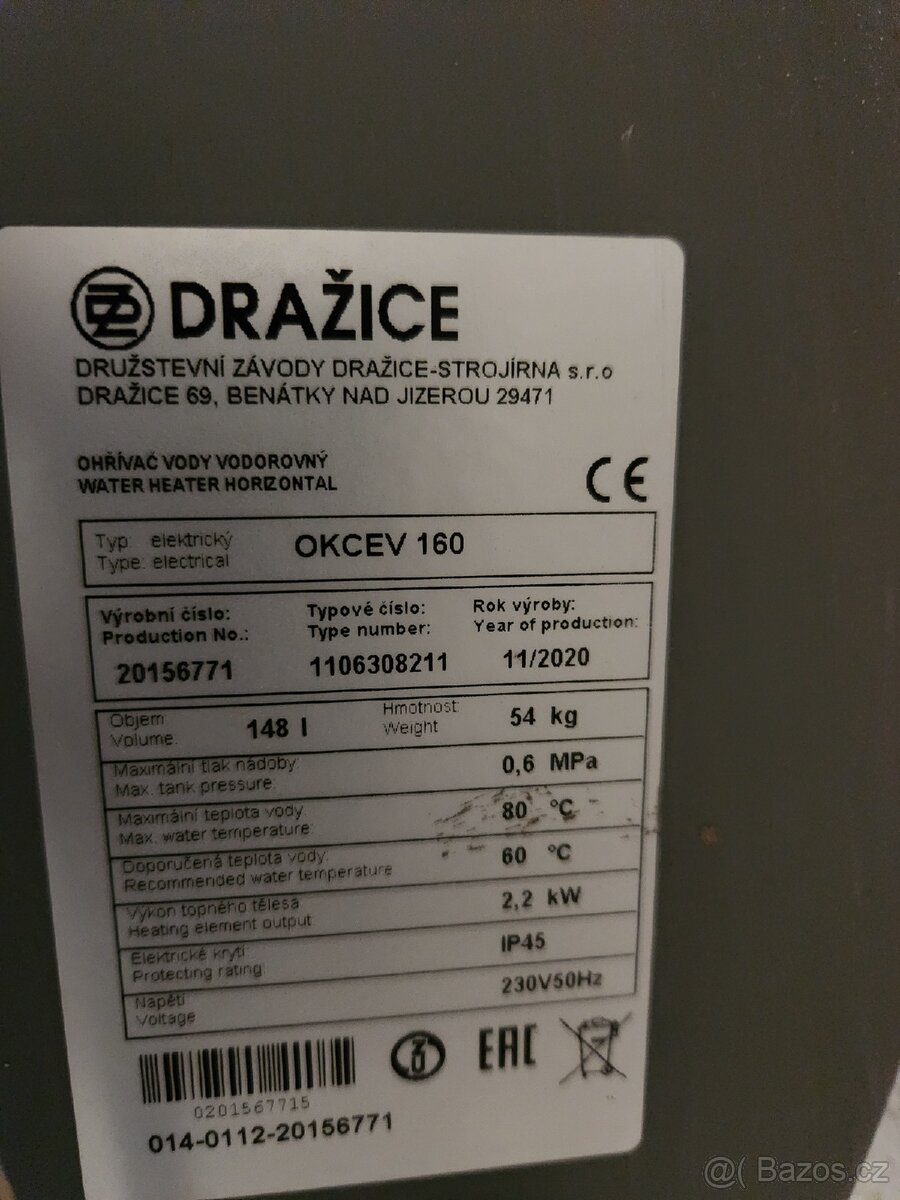 DRAŽICE
DRUŽSTEVNÍ ZÁVODY DRAŽICE-STROJÍRNA s.r.o
DRAŽICE 69, BENÁTKY NAD JIZEROU 29471
OHŘÍVAČ VODY VODOROVNÝ
WATER HEATER HORIZONTAL
CE
Typ: elektrický
Type: electrical
OKCEV 160
Výrobní číslo:
Production No.:
20156771
Typové číslo:
Type number:
1106308211
Rok výroby:
Year of production:
11/2020
Objem
Volume:
148 l
Hmotnost
Weight
54 kg
Maximální tlak nádoby:
Max. tank pressure:
0,6 MPa
Maximální teplota vody:
Max. water temperature:
80 °C
Doporučená teplota vody:
Recommended water temperature
60 °C
Výkon topného tělesa
Heating element output
2,2 kW
Elektrické krytí:
Protecting rating:
IP45
Napětí
Voltage
230V50Hz
0201567715
014-0112-20156771
EAC
@( Bazos.cz